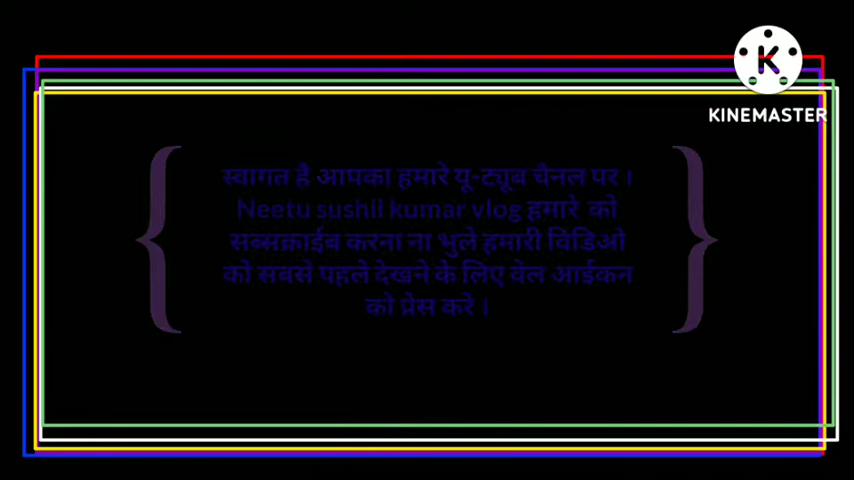 KINEMASTER
स्वागत है आपका हमारे यू-ट्यूब चैनल पर ।
Neetu sushil kumar vlog हमारे को
सब्सक्राईब करना ना भुले हमारी विडिओ
को सबसे पहले देखने के लिए वेल आईकन
को प्रेस करे ।